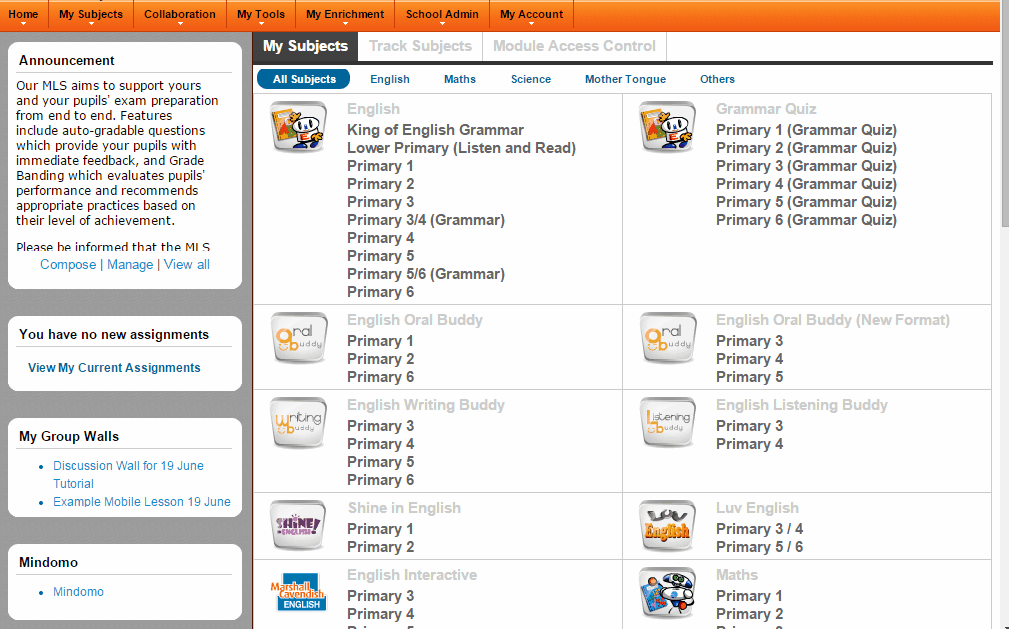 Home My Subjects Collaboration My Tools My Enrichment School Admin My Account
Announcement
Our MLS aims to support yours
and your pupils' exam preparation
from end to end. Features
include auto-gradable questions
which provide your pupils with
immediate feedback, and Grade
Banding which evaluates pupils'
performance and recommends
appropriate practices based on
their level of achievement.
Please be informed that the MLS
Compose | Manage | View all
You have no new assignments
View My Current Assignments
My Group Walls
Discussion Wall for 19 June
Tutorial
Example Mobile Lesson 19 June
Mindomo
Mindomo
My Subjects Track Subjects Module Access Control
All Subjects English Maths Science Mother Tongue Others
English
King of English Grammar
Lower Primary (Listen and Read)
Primary 1
Primary 2
Primary 3
Primary 3/4 (Grammar)
Primary 4
Primary 5
Primary 5/6 (Grammar)
Primary 6
Grammar Quiz
Primary 1 (Grammar Quiz)
Primary 2 (Grammar Quiz)
Primary 3 (Grammar Quiz)
Primary 4 (Grammar Quiz)
Primary 5 (Grammar Quiz)
Primary 6 (Grammar Quiz)
oral
buddy
English Oral Buddy
Primary 1
Primary 2
Primary 6
oral
buddy
English Oral Buddy (New Format)
Primary 3
Primary 4
Primary 5
writing
buddy
English Writing Buddy
Primary 3
Primary 4
Primary 5
Primary 6
Listening
buddy
English Listening Buddy
Primary 3
Primary 4
SHiNE!
in ENGLISH
Shine in English
Primary 1
Primary 2
LUV
English
Luv English
Primary 3 / 4
Primary 5 / 6
Marshall
Cavendish
ENGLISH
English Interactive
Primary 3
Primary 4
Maths
Primary 1
Primary 2